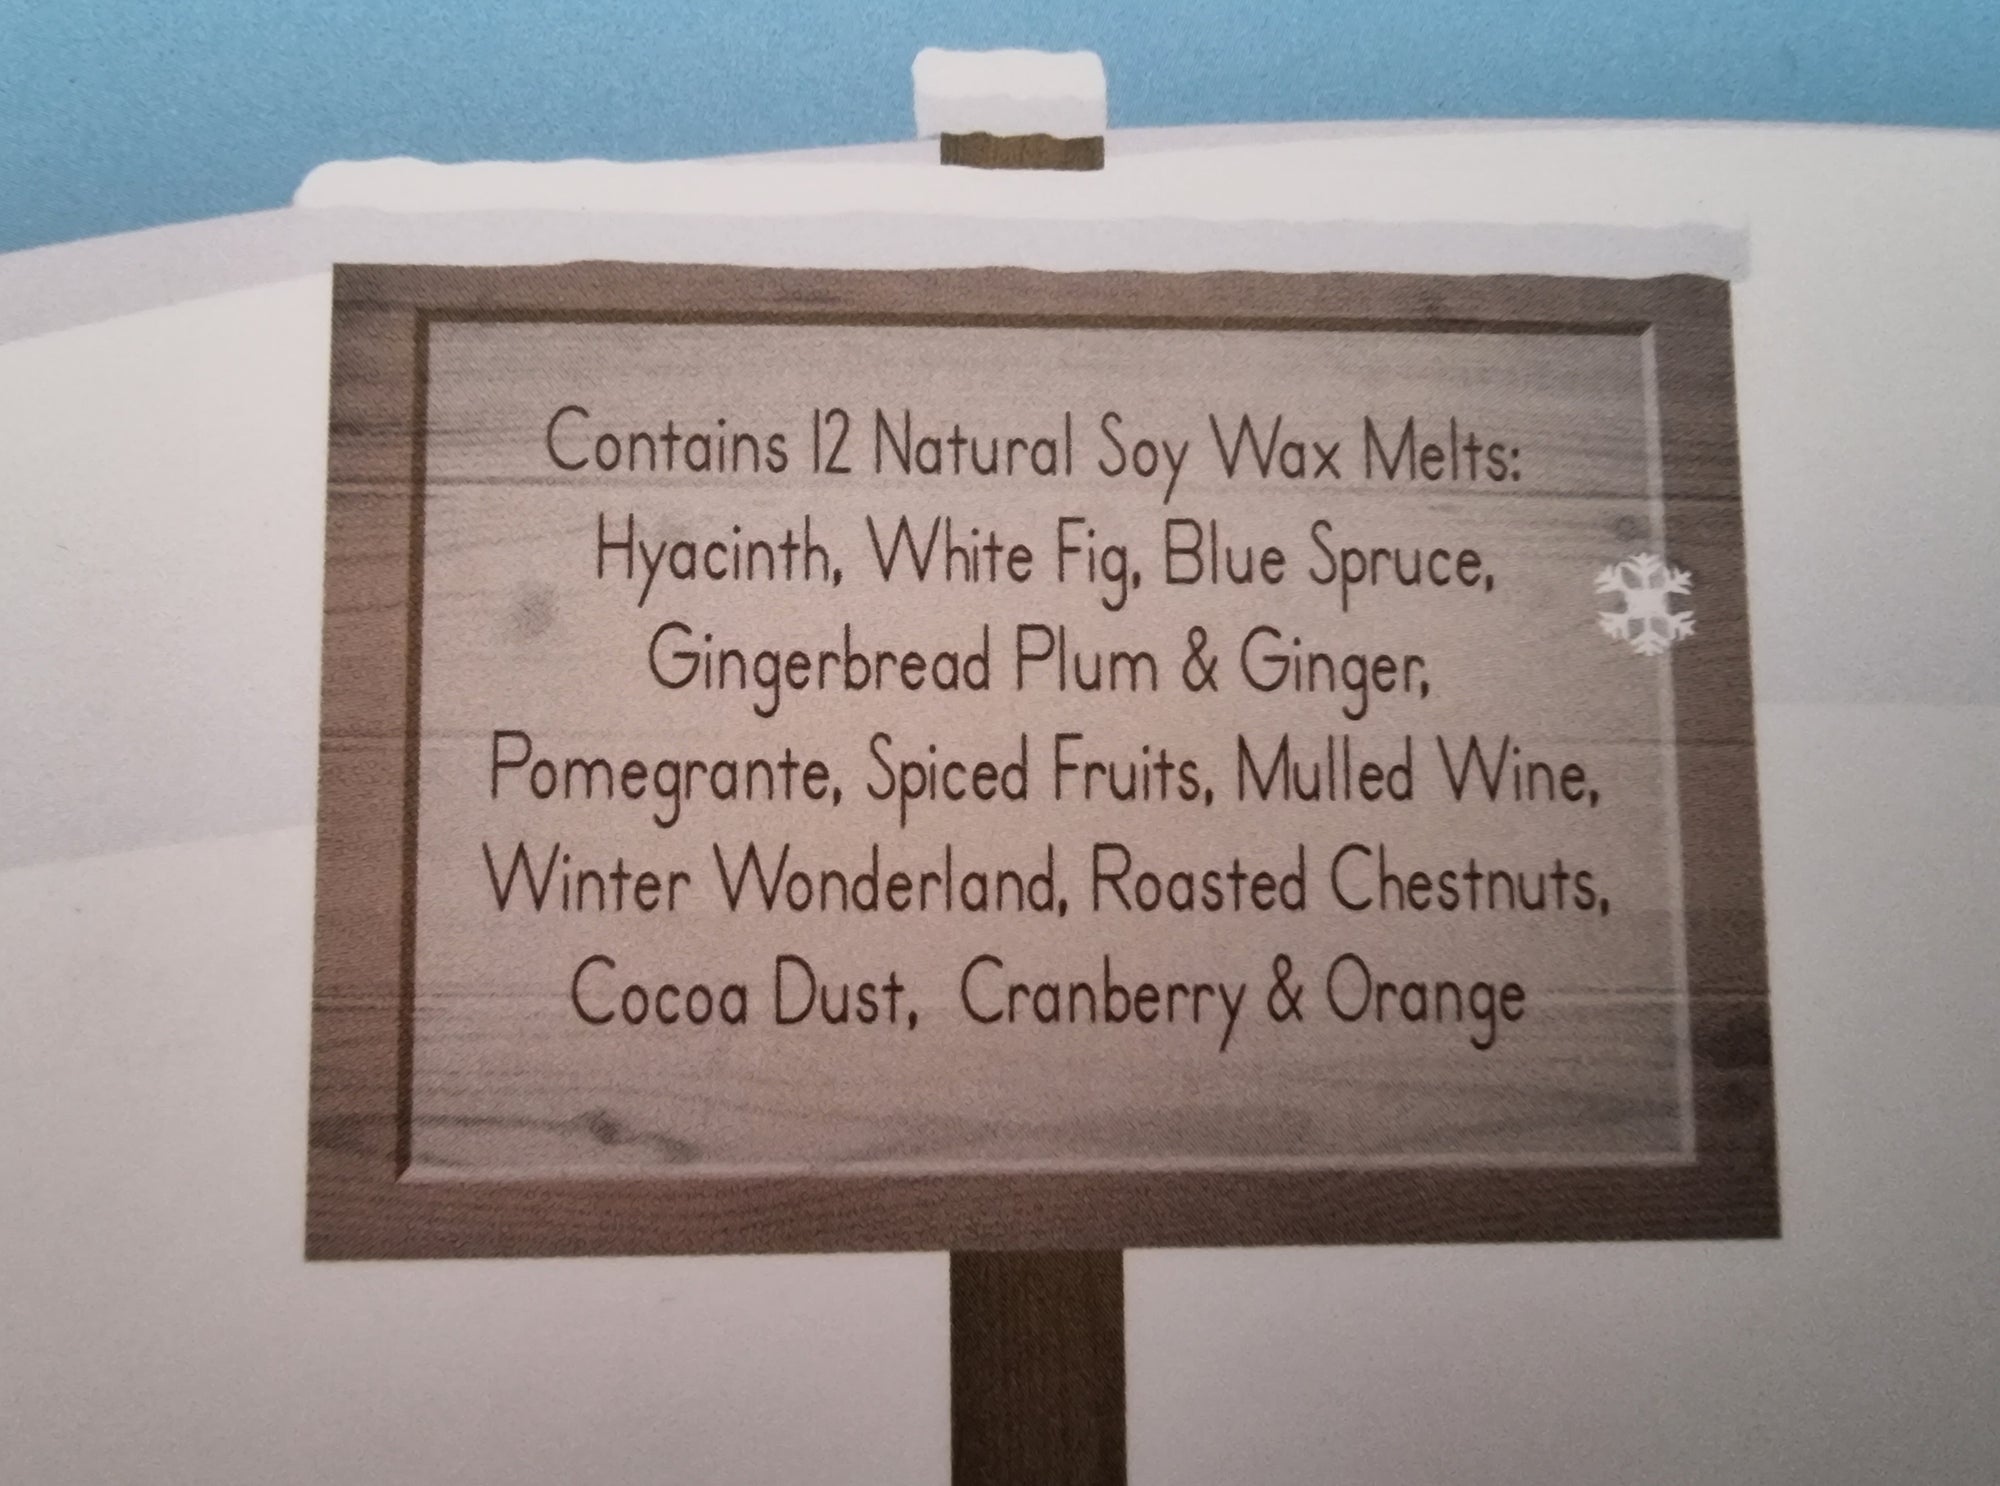 Contains 12 Natural Soy Wax Melts:
Hyacinth, White Fig, Blue Spruce,
Gingerbread Plum & Ginger,
Pomegrante, Spiced Fruits, Mulled Wine,
Winter Wonderland, Roasted Chestnuts,
Cocoa Dust, Cranberry & Orange